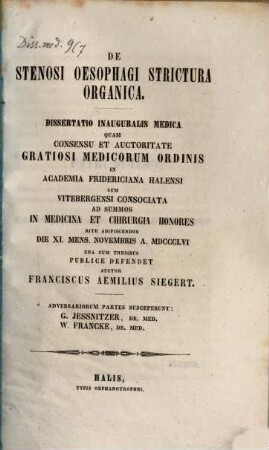 Diss. med. 9(7
DE
STENOSI OESOPHAGI STRICTURA
ORGANICA.
DISSERTATIO INAUGURALIS MEDICA
QUAM
CONSENSU ET AUCTORITATE
GRATIOSI MEDICORUM ORDINIS
IN
ACADEMIA FRIDERICIANA HALENSI
CUM
VITEBERGENSI CONSOCIATA
AD SUMMOS
IN MEDICINA ET CHIRURGIA HONORES
RITE ADIPISCENDOS
DIE XI. MENS. NOVEMBRIS A. MDCCCLVI
UNA CUM THESIBUS
PUBLICE DEFENDET
AUCTOR
FRANCISCUS AEMILIUS SIEGERT.
ADVERSARIORUM PARTES SUSCEPERUNT:
G. JESSNITZER, DR. MED.
W. FRANCKE, DR. MED.
HALIS,
TYPIS ORPHANOTROPHEI.